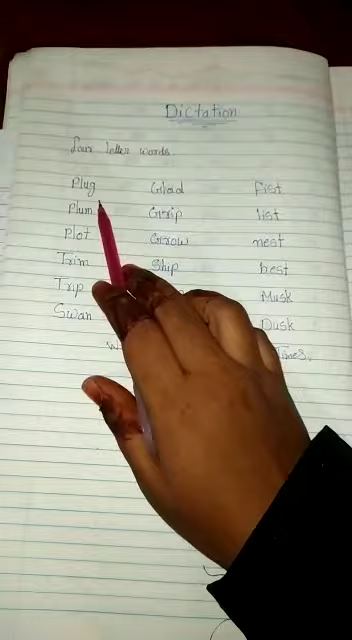 Dictation
four letter words
Plug Glad fist
Plum Grip list
Plot Grow nest
Trim Ship best
Trip Musk
Swan Dusk
Times.